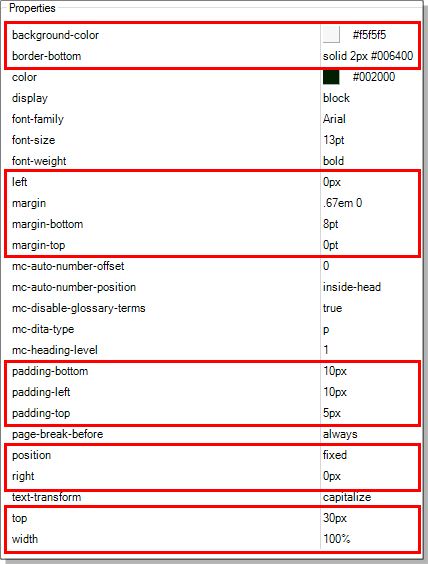 Properties
background-color #f5f5f5
border-bottom solid 2px #006400
color #002000
display block
font-family Arial
font-size 13pt
font-weight bold
left 0px
margin .67em 0
margin-bottom 8pt
margin-top 0pt
mc-auto-number-offset 0
mc-auto-number-position inside-head
mc-disable-glossary-terms true
mc-dita-type p
mc-heading-level 1
padding-bottom 10px
padding-left 10px
padding-top 5px
page-break-before always
position fixed
right 0px
text-transform capitalize
top 30px
width 100%